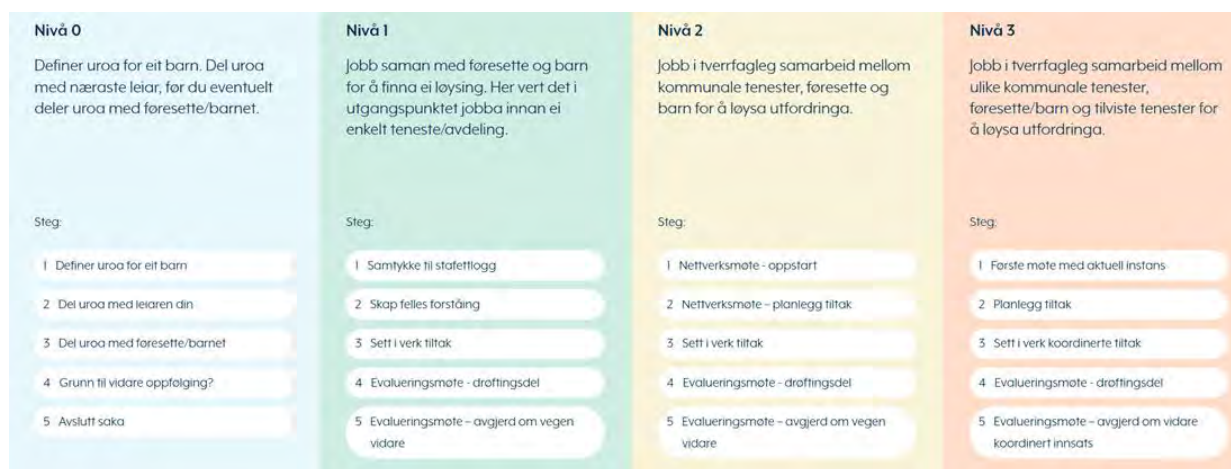 Nivå 0
Definer uroa for eit barn. Del uroa
med næraste leiar, før du eventuelt
deler uroa med føresette/barnet.
Steg:
1 Definer uroa for eit barn
2 Del uroa med leiaren din
3 Del uroa med føresette/barnet
4 Grunn til vidare oppfølging?
5 Avslutt saka
Nivå 1
Jobb saman med føresette og barn
for å finna ei løysing. Her vert det i
utgangspunktet jobba innan ei
enkelt teneste/avdeling.
Steg:
1 Samtykke til stafettlogg
2 Skap felles forståing
3 Sett i verk tiltak
4 Evalueringsmøte - drøftingsdel
5 Evalueringsmøte – avgjerd om vegen
vidare
Nivå 2
Jobb i tverrfagleg samarbeid mellom
kommunale tenester, føresette og
barn for å løysa utfordringa.
Steg:
1 Nettverksmøte - oppstart
2 Nettverksmøte – planlegg tiltak
3 Sett i verk tiltak
4 Evalueringsmøte - drøftingsdel
5 Evalueringsmøte – avgjerd om vegen
vidare
Nivå 3
Jobb i tverrfagleg samarbeid mellom
ulike kommunale tenester,
føresette/barn og tilviste tenester for
å løysa utfordringa.
Steg:
1 Første møte med aktuell instans
2 Planlegg tiltak
3 Sett i verk koordinerte tiltak
4 Evalueringsmøte - drøftingsdel
5 Evalueringsmøte – avgjerd om vidare
koordinert innsats